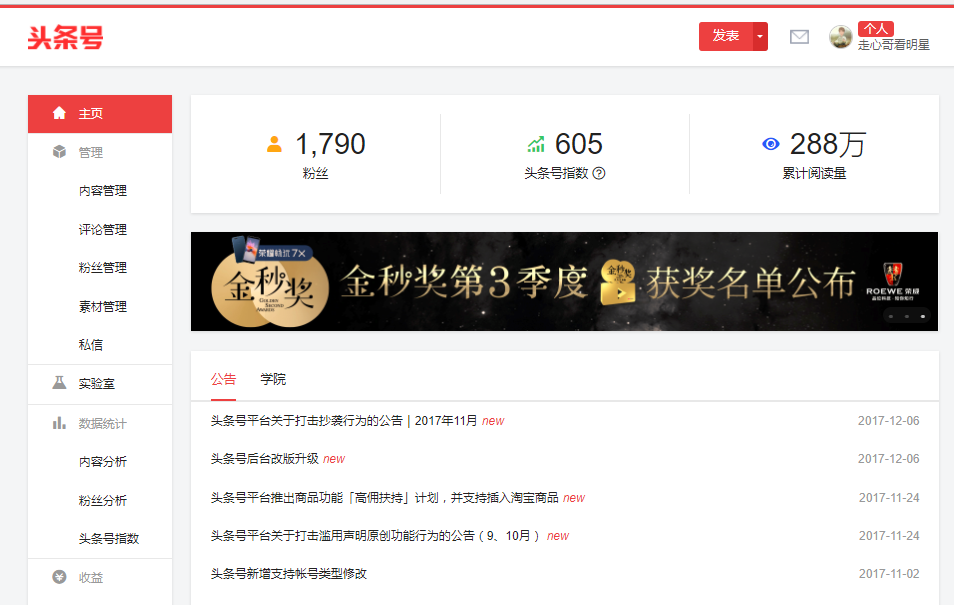 头条号
发表
个人
走心哥看明星
主页
管理
内容管理
评论管理
粉丝管理
素材管理
私信
实验室
数据统计
内容分析
粉丝分析
头条号指数
收益
1,790
粉丝
605
头条号指数
288万
累计阅读量
荣耀畅玩7X
金秒奖
GOLDEN
SECOND
AWARDS
金秒奖第3季度
金秒奖
获奖名单公布
ROEWE 荣威
公告 学院
头条号平台关于打击抄袭行为的公告 | 2017年11月 new 2017-12-06
头条号后台改版升级 new 2017-12-06
头条号平台推出商品功能「高佣扶持」计划，并支持插入淘宝商品 new 2017-11-24
头条号平台关于打击滥用声明原创功能行为的公告（9、10月） new 2017-11-24
头条号新增支持帐号类型修改 2017-11-02